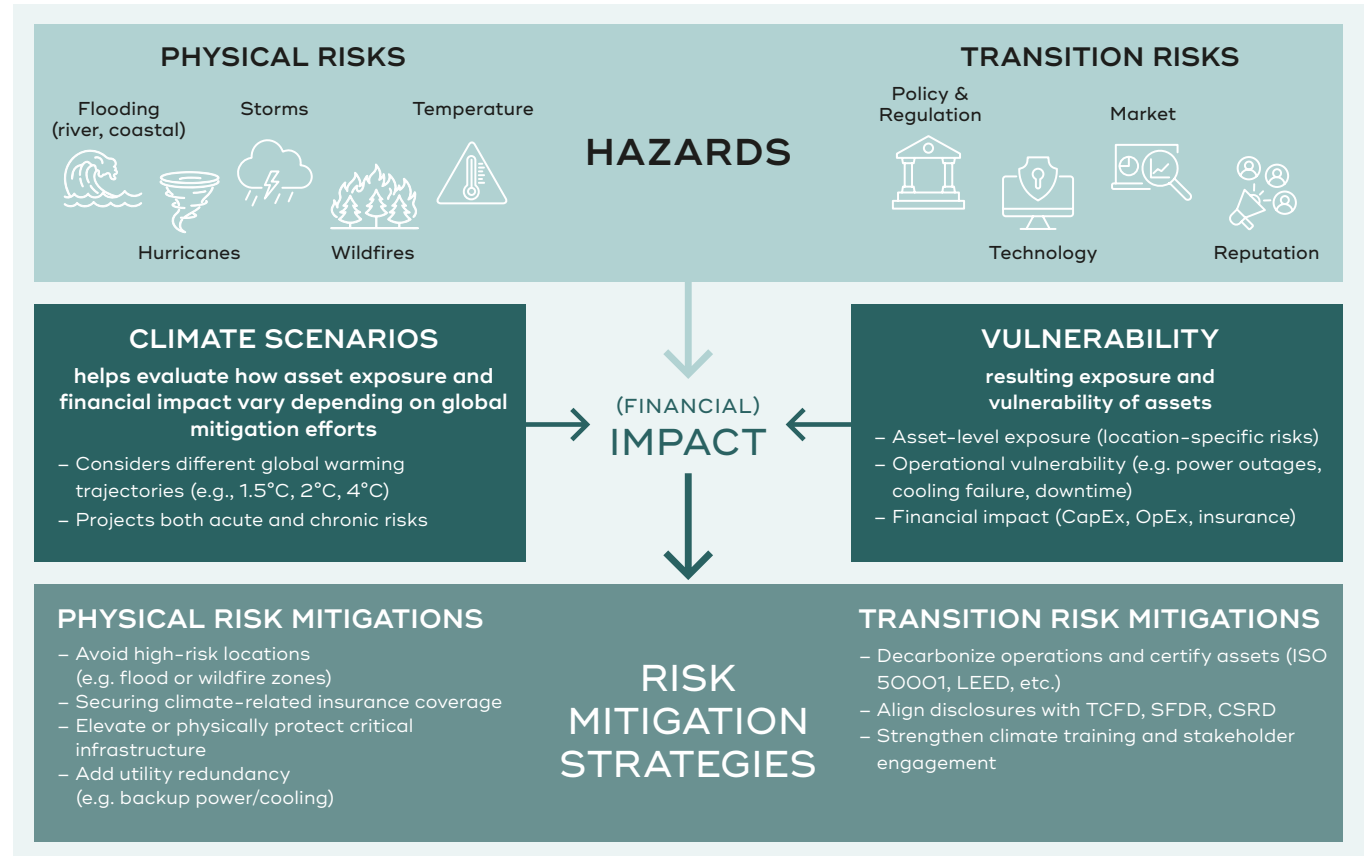 PHYSICAL RISKS
Flooding
(river, coastal)
Storms
Temperature
Hurricanes
Wildfires
HAZARDS
TRANSITION RISKS
Policy &
Regulation
Market
Technology
Reputation
CLIMATE SCENARIOS
helps evaluate how asset exposure and
financial impact vary depending on global
mitigation efforts
– Considers different global warming
trajectories (e.g., 1.5°C, 2°C, 4°C)
– Projects both acute and chronic risks
(FINANCIAL)
IMPACT
VULNERABILITY
resulting exposure and
vulnerability of assets
– Asset-level exposure (location-specific risks)
– Operational vulnerability (e.g. power outages,
cooling failure, downtime)
– Financial impact (CapEx, OpEx, insurance)
PHYSICAL RISK MITIGATIONS
– Avoid high-risk locations
(e.g. flood or wildfire zones)
– Securing climate-related insurance coverage
– Elevate or physically protect critical
infrastructure
– Add utility redundancy
(e.g. backup power/cooling)
RISK
MITIGATION
STRATEGIES
TRANSITION RISK MITIGATIONS
– Decarbonize operations and certify assets (ISO
50001, LEED, etc.)
– Align disclosures with TCFD, SFDR, CSRD
– Strengthen climate training and stakeholder
engagement